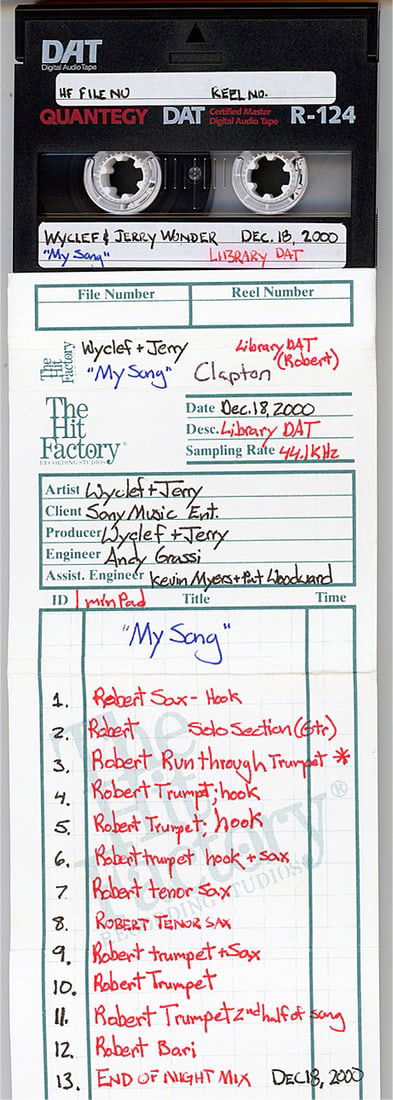 DAT
Digital Audio Tape
HF FILE NO REEL NO.
QUANTEGY DAT Certified Master Digital Audio Tape R-124
WYCLEF & JERRY WONDER DEC. 18, 2000
"My Song" LIBRARY DAT
File Number Reel Number
The Hit Factory
Wyclef + Jerry Library DAT
(Robert)
"My Song" Clapton
The Hit Factory
RECORDING STUDIOS
Date Dec. 18, 2000
Desc. Library DAT
Sampling Rate 44.1KHz
Artist Wyclef + Jerry
Client Sony Music Ent.
Producer Wyclef + Jerry
Engineer Andy Grassi
Assist. Engineer Kevin Myers + Pat Woodward
ID 1 min Pad Title Time
"My Song"
1. Robert Sax - Hook
2. Robert Solo Section (Gtr)
3. Robert Run through Trumpet *
4. Robert Trumpt; hook
5. Robert Trumpet; hook
6. Robert trumpet hook + sax
7. Robert tenor sax
8. ROBERT TENOR SAX
9. Robert trumpet + Sax
10. Robert Trumpet
11. Robert Trumpet 2nd half of song
12. Robert Bari
13. END OF NIGHT MIX DEC 18, 2000
The Hit Factory®
RECORDING STUDIOS